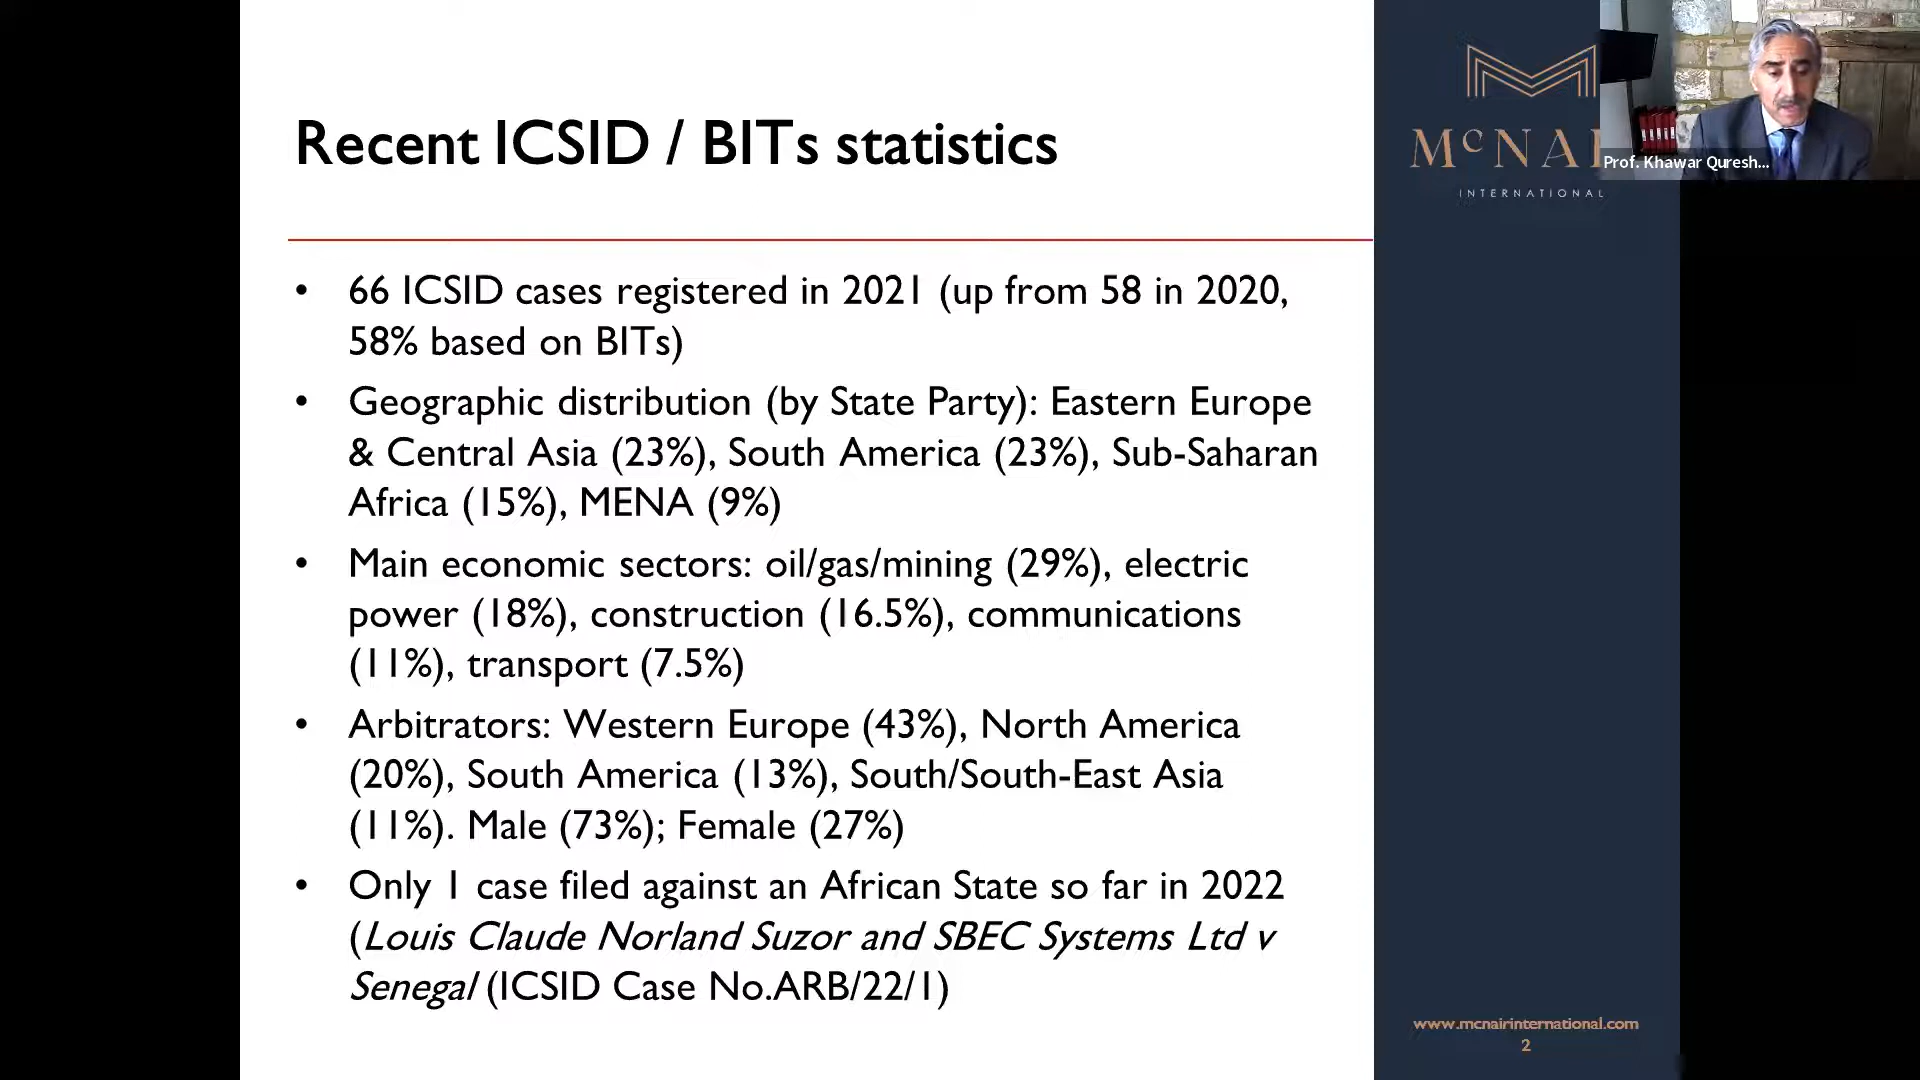 Recent ICSID / BITs statistics
• 66 ICSID cases registered in 2021 (up from 58 in 2020,
58% based on BITs)
• Geographic distribution (by State Party): Eastern Europe
& Central Asia (23%), South America (23%), Sub-Saharan
Africa (15%), MENA (9%)
• Main economic sectors: oil/gas/mining (29%), electric
power (18%), construction (16.5%), communications
(11%), transport (7.5%)
• Arbitrators: Western Europe (43%), North America
(20%), South America (13%), South/South-East Asia
(11%). Male (73%); Female (27%)
• Only 1 case filed against an African State so far in 2022
(Louis Claude Norland Suzor and SBEC Systems Ltd v
Senegal (ICSID Case No.ARB/22/1)
McNAI
INTERNATIONAL
Prof. Khawar Quresh...
www.mcnairinternational.com
2